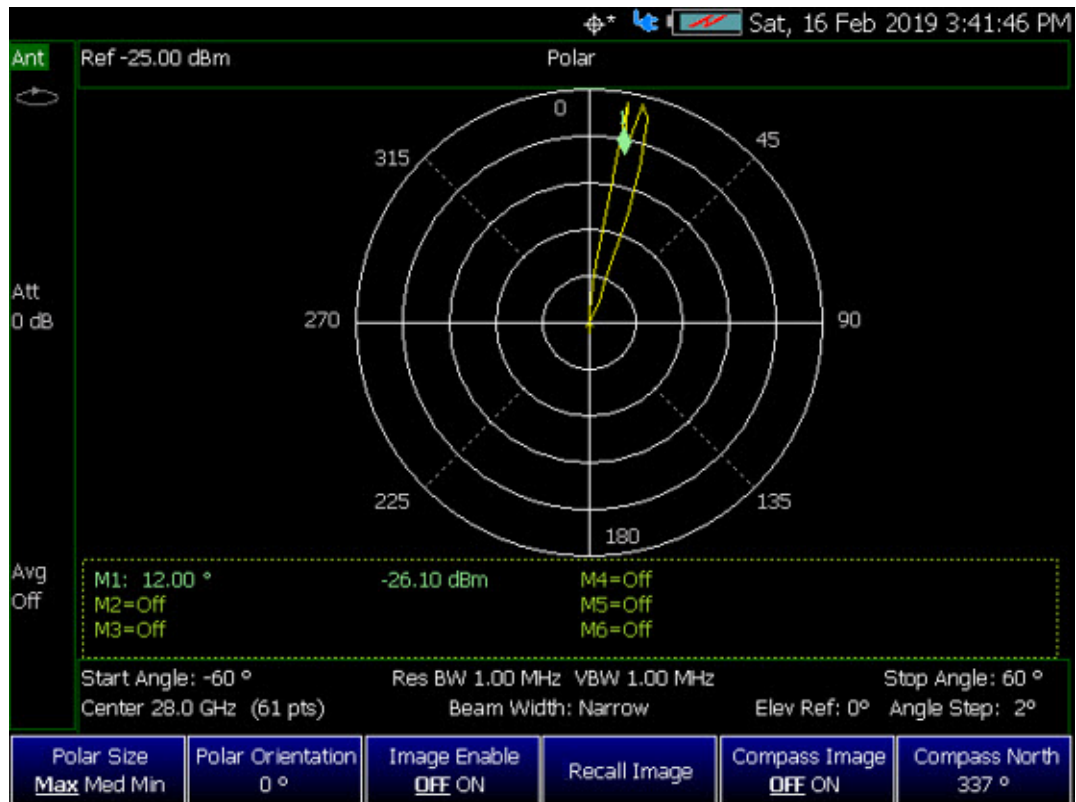 Sat, 16 Feb 2019 3:41:46 PM
Ant
Ref -25.00 dBm
Polar
0
45
315
Att
0 dB
270
90
225
135
180
Avg
Off
M1: 12.00 °
-26.10 dBm
M4=Off
M2=Off
M5=Off
M3=Off
M6=Off
Start Angle: -60 °
Res BW 1.00 MHz VBW 1.00 MHz
Stop Angle: 60 °
Center 28.0 GHz (61 pts)
Beam Width: Narrow
Elev Ref: 0°
Angle Step: 2°
Polar Size
Max Med Min
Polar Orientation
0 °
Image Enable
OFF ON
Recall Image
Compass Image
OFF ON
Compass North
337 °